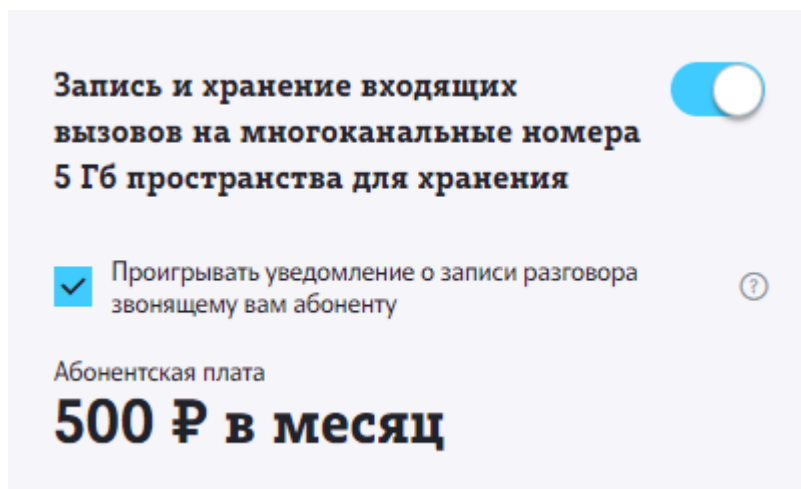 Запись и хранение входящих
вызовов на многоканальные номера
5 Гб пространства для хранения
Проигрывать уведомление о записи разговора
звонящему вам абоненту
?
Абонентская плата
500 ₽ в месяц